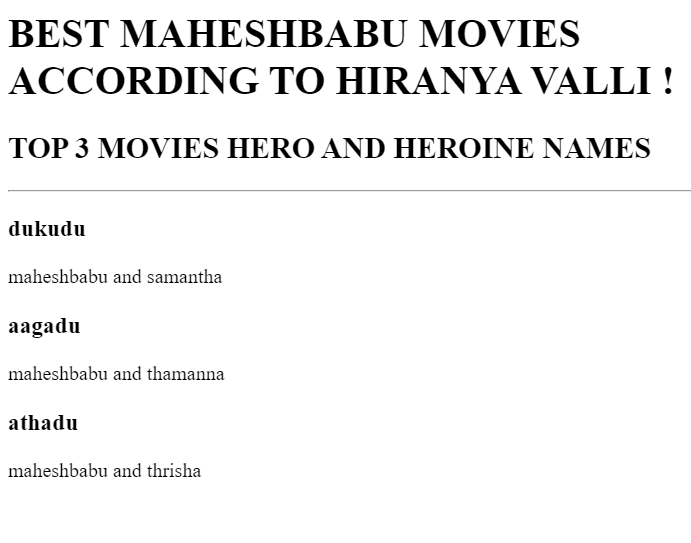 BEST MAHESHBABU MOVIES
ACCORDING TO HIRANYA VALLI !
TOP 3 MOVIES HERO AND HEROINE NAMES
dukudu
maheshbabu and samantha
aagadu
maheshbabu and thamanna
athadu
maheshbabu and thrisha